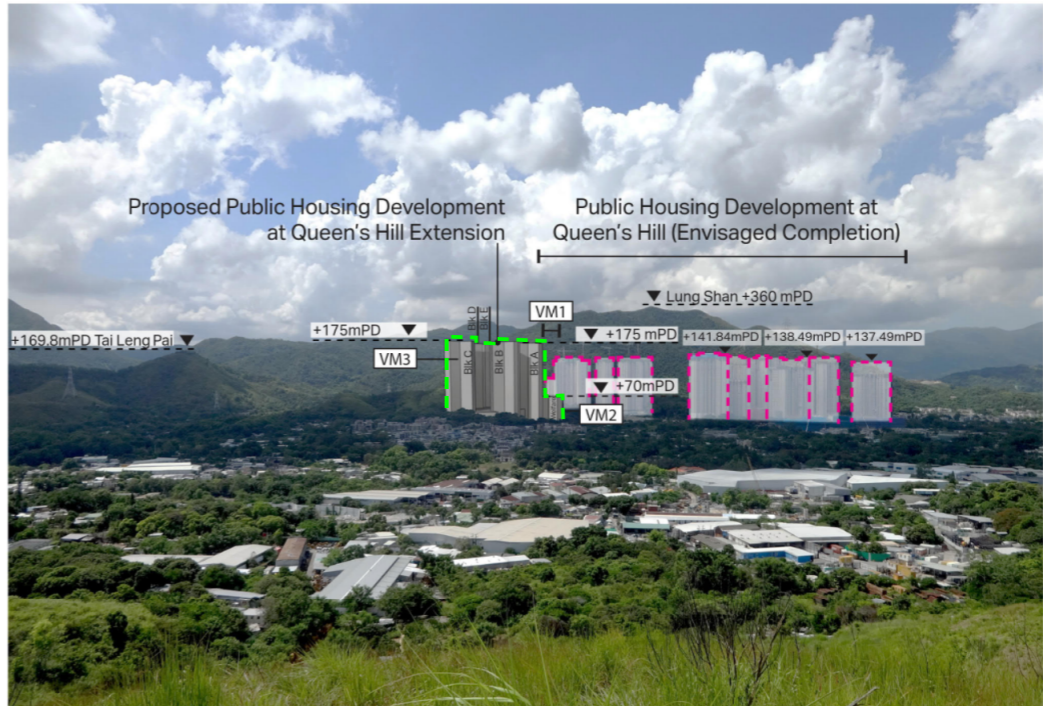 Proposed Public Housing Development
at Queen's Hill Extension
Public Housing Development at
Queen's Hill (Envisaged Completion)
Lung Shan +360 mPD
VM1
Blk D
Blk E
+169.8mPD Tai Leng Pai
+175mPD
+175 mPD
+141.84mPD
+138.49mPD
+137.49mPD
VM3
Blk C
Blk B
Blk A
+70mPD
VM2